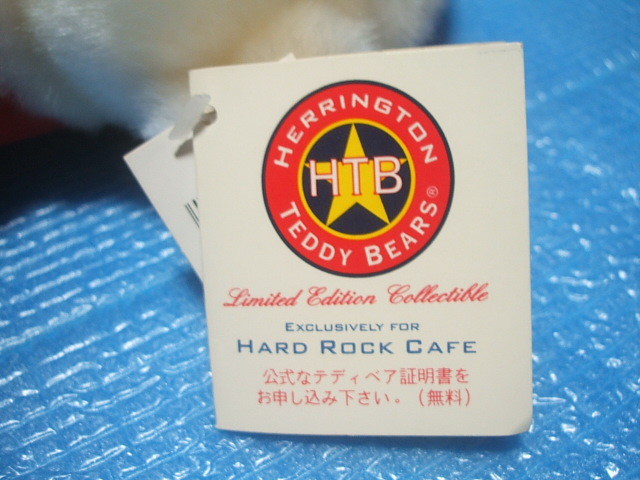 HERRINGTON
HTB
TEDDY BEARS®
Limited Edition Collectible
EXCLUSIVELY FOR
HARD ROCK CAFE
公式なテディベア証明書を
お申し込み下さい。(無料)